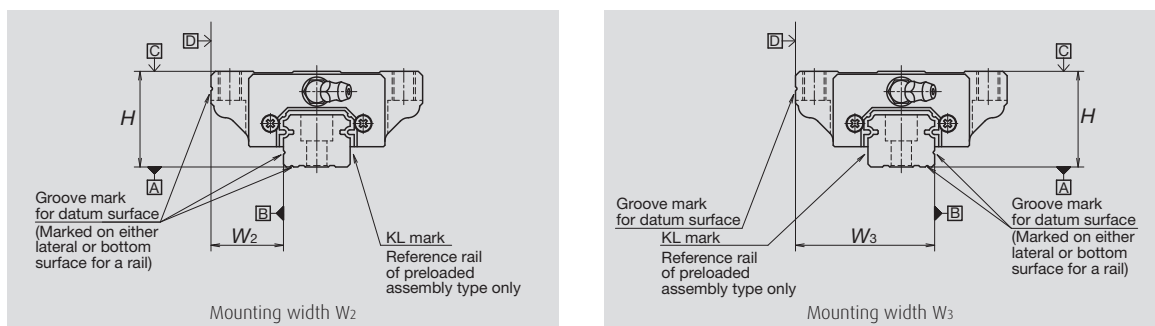 D
C
H
A
Groove mark
for datum surface
(Marked on either
lateral or bottom
surface for a rail)
B
W2
KL mark
Reference rail
of preloaded
assembly type only
Mounting width W2
D
C
H
A
Groove mark
for datum surface
KL mark
Reference rail
of preloaded
assembly type only
W3
B
Groove mark
for datum surface
(Marked on either
lateral or bottom
surface for a rail)
Mounting width W3